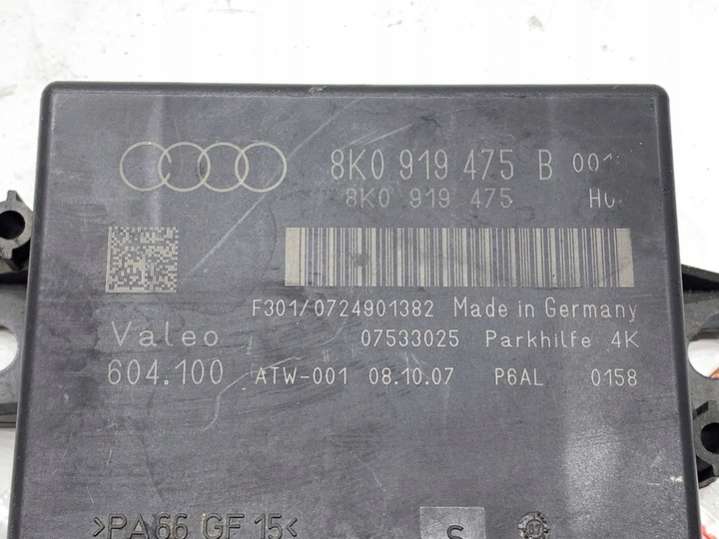 8K0 919 475 B
8K0 919 475
F301/0724901382 Made in Germany
Valeo 07533025 Parkhilfe 4K
604.100 ATW-001 08.10.07 P6AL 0158
>PA66 GF 15<
S